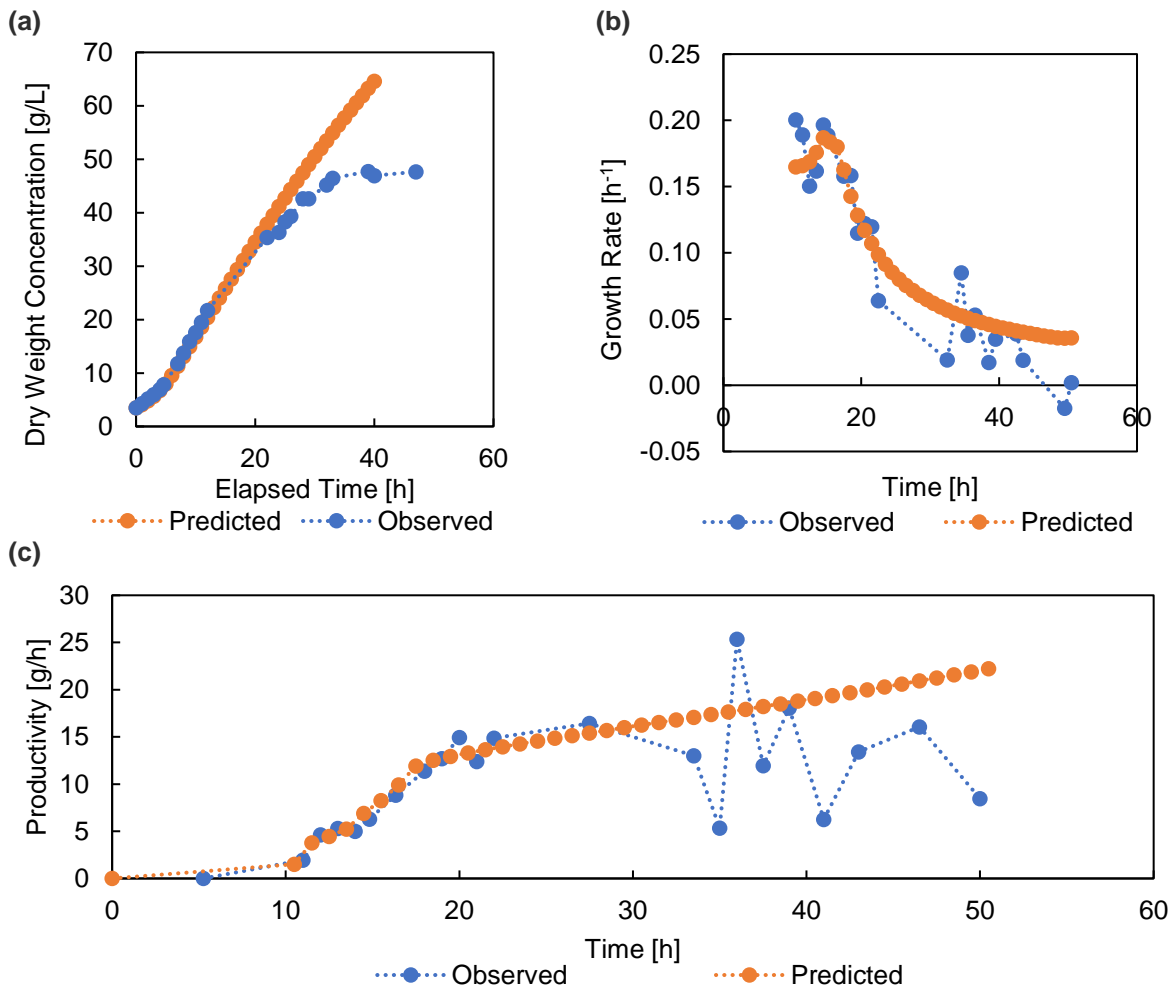 (a)
70
60
50
40
30
20
10
0
Dry Weight Concentration [g/L]
0 20 40 60
Elapsed Time [h]
Predicted Observed
(b)
0.25
0.20
0.15
0.10
0.05
0.00
-0.05
Growth Rate [h⁻¹]
0 20 40 60
Time [h]
Observed Predicted
(c)
30
25
20
15
10
5
0
Productivity [g/h]
0 10 20 30 40 50 60
Time [h]
Observed Predicted